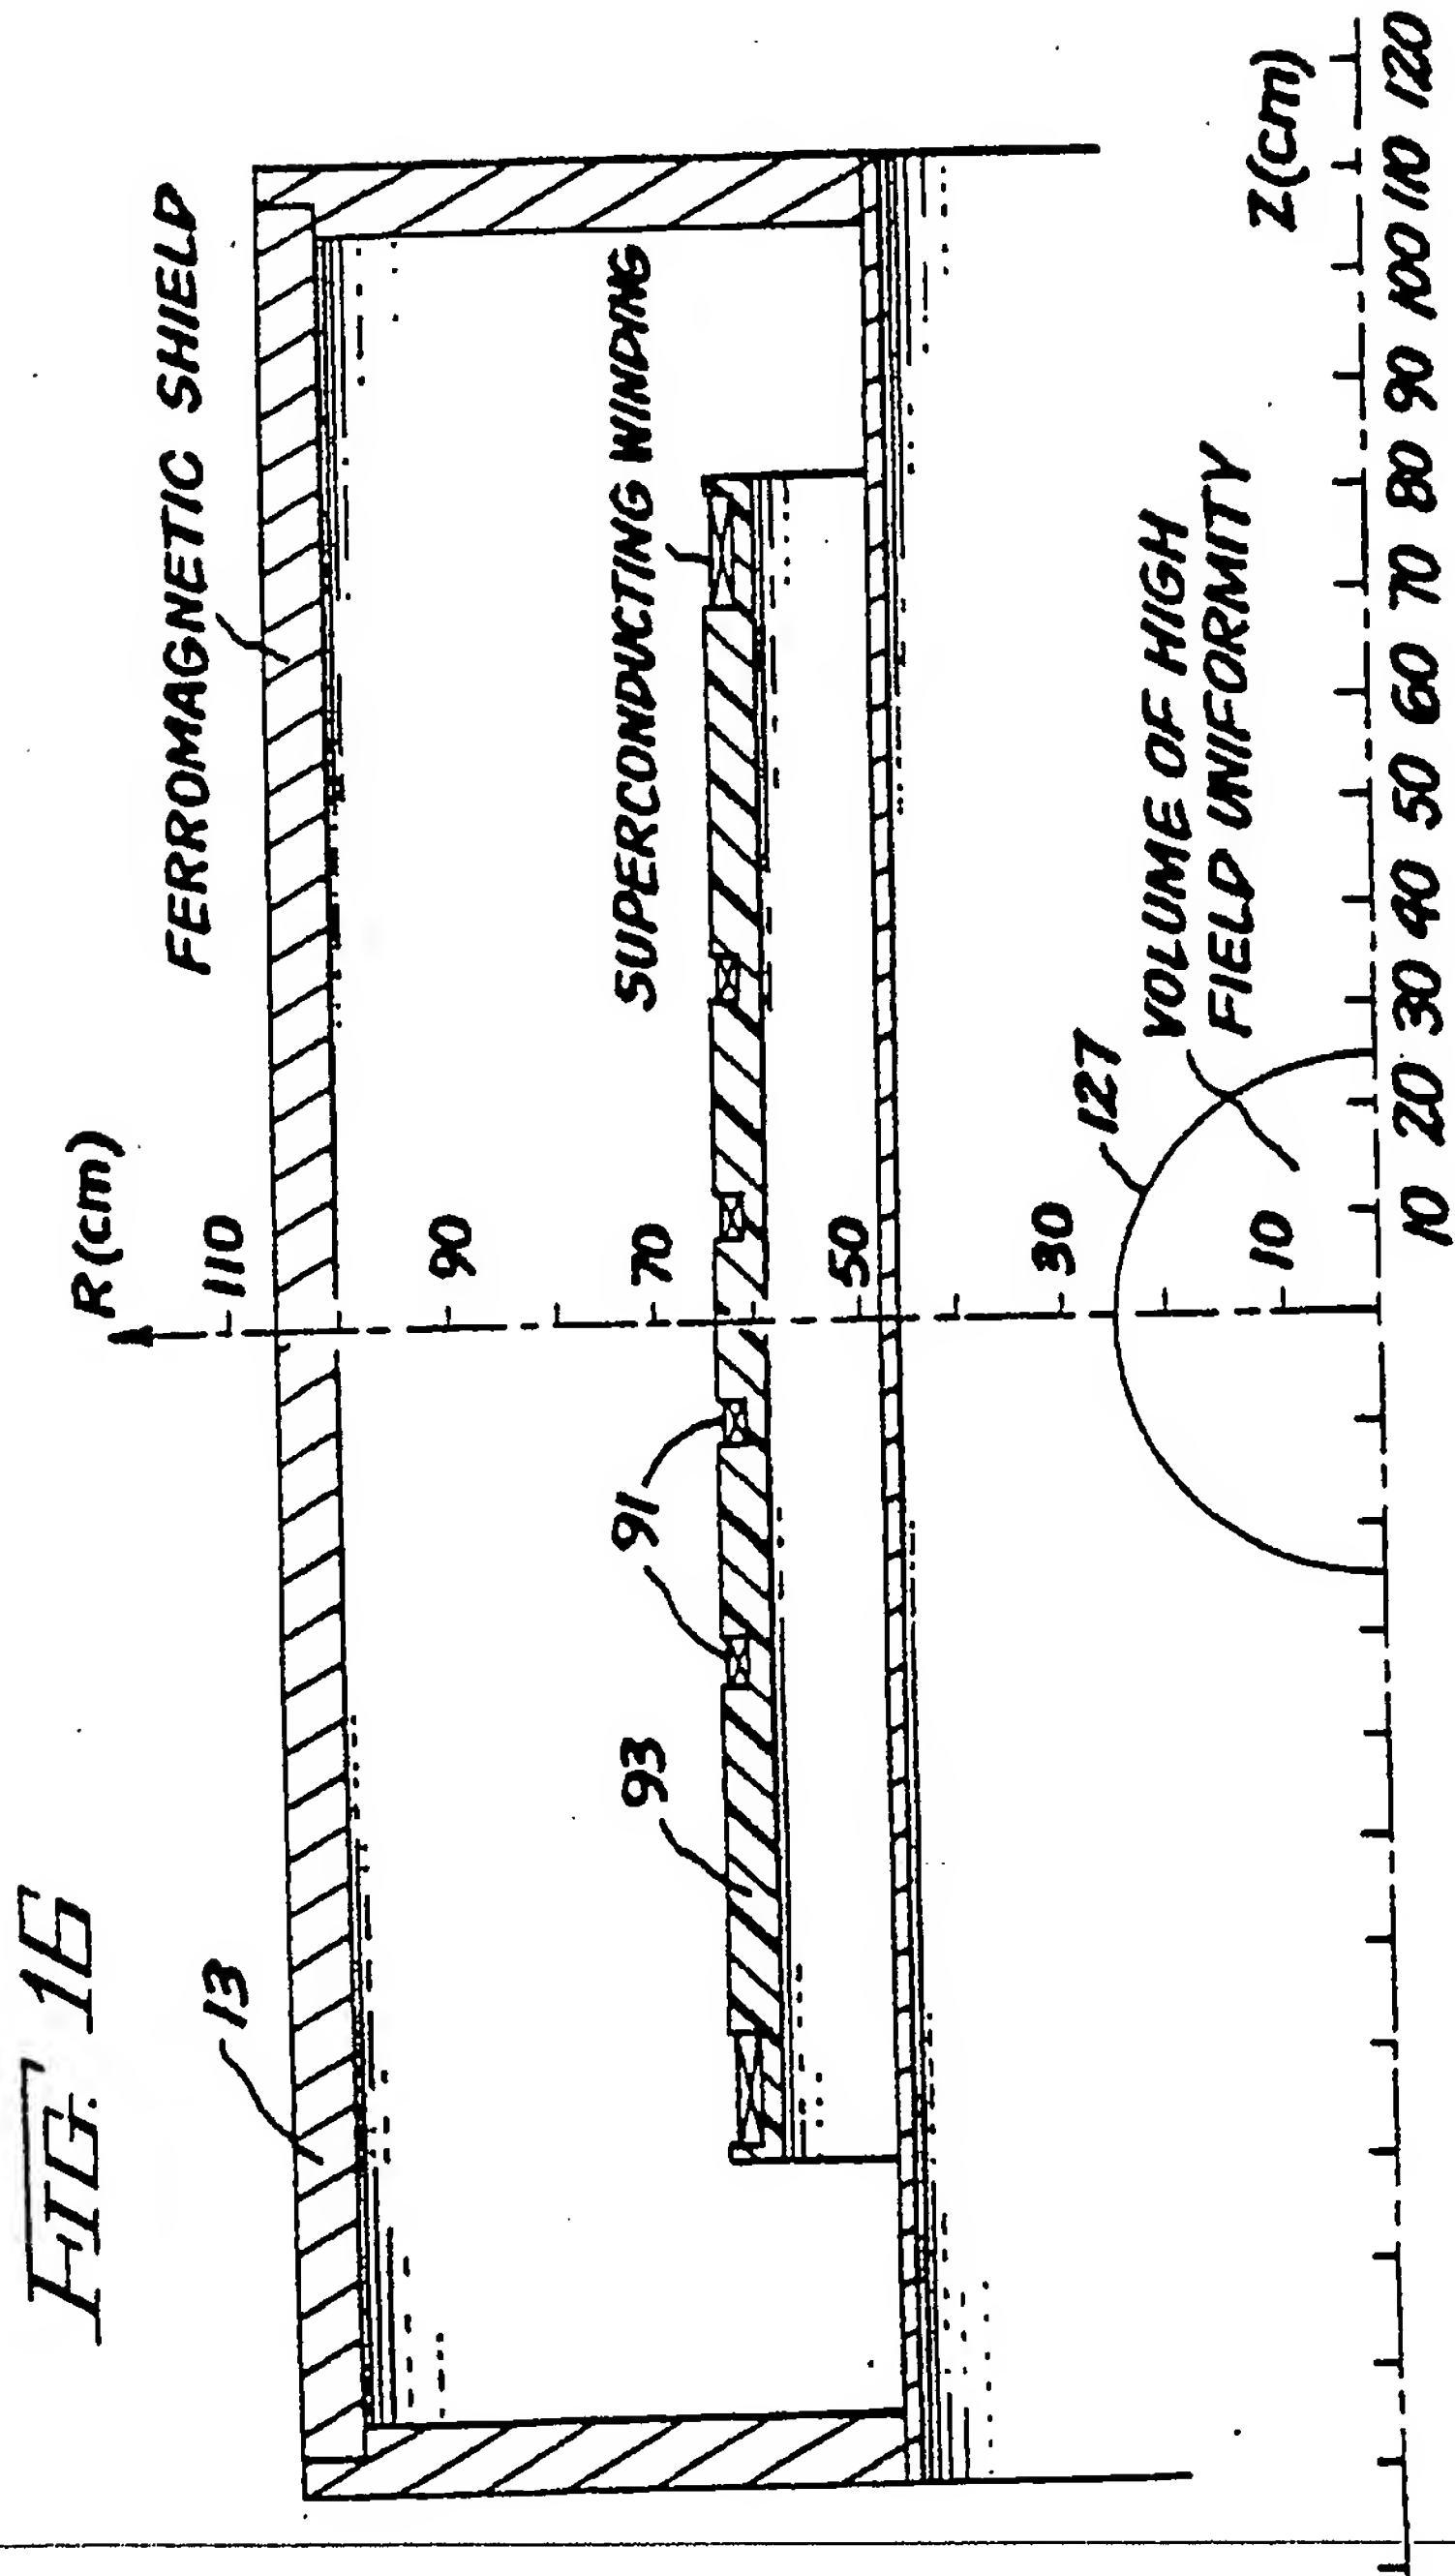 FIG. 16
R(cm)
FERROMAGNETIC SHIELD
13
110
90
70
50
30
10
SUPERCONDUCTING WINDING
91
93
127
VOLUME OF HIGH
FIELD UNIFORMITY
Z(cm)
10 20 30 40 50 60 70 80 90 100 110 120